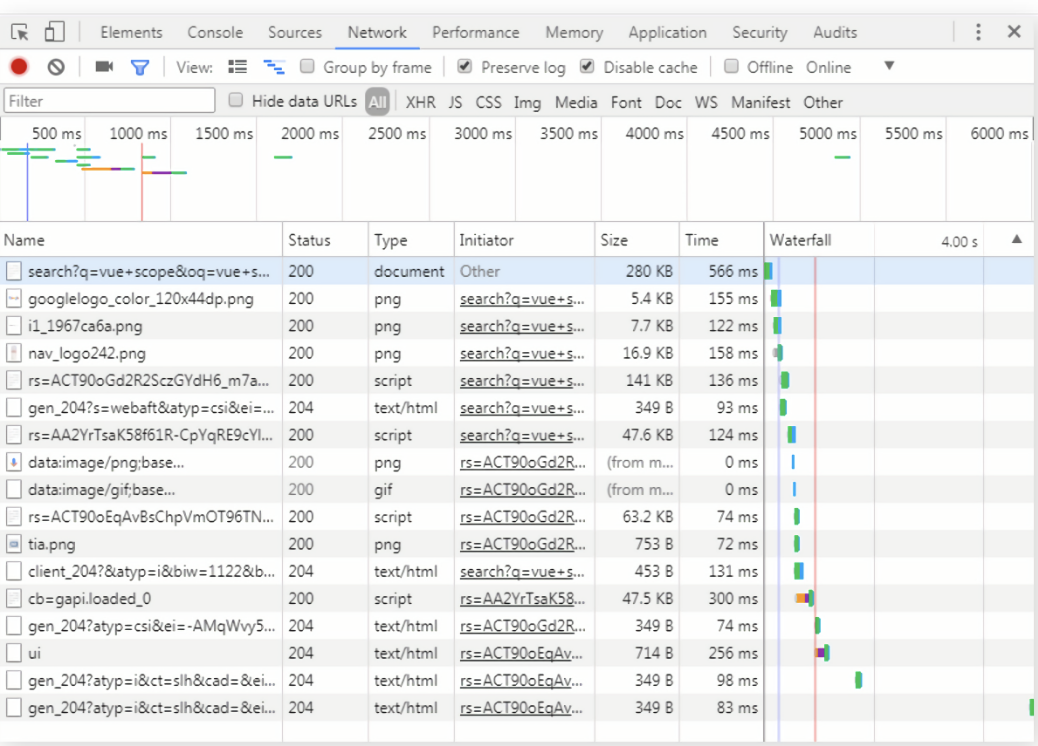 Elements Console Sources Network Performance Memory Application Security Audits
View: Group by frame Preserve log Disable cache Offline Online
Filter Hide data URLs All XHR JS CSS Img Media Font Doc WS Manifest Other
500 ms 1000 ms 1500 ms 2000 ms 2500 ms 3000 ms 3500 ms 4000 ms 4500 ms 5000 ms 5500 ms 6000 ms
Name Status Type Initiator Size Time Waterfall 4.00 s
search?q=vue+scope&oq=vue+s... 200 document Other 280 KB 566 ms
googlelogo_color_120x44dp.png 200 png search?q=vue+s... 5.4 KB 155 ms
i1_1967ca6a.png 200 png search?q=vue+s... 7.7 KB 122 ms
nav_logo242.png 200 png search?q=vue+s... 16.9 KB 158 ms
rs=ACT90oGd2R2SczGYdH6_m7a... 200 script search?q=vue+s... 141 KB 136 ms
gen_204?s=webaft&atyp=csi&ei=... 204 text/html search?q=vue+s... 349 B 93 ms
rs=AA2YrTsaK58f61R-CpYqRE9cYl... 200 script search?q=vue+s... 47.6 KB 124 ms
data:image/png;base... 200 png rs=ACT90oGd2R... (from m... 0 ms
data:image/gif;base... 200 gif rs=ACT90oGd2R... (from m... 0 ms
rs=ACT90oEqAvBsChpVmOT96TN... 200 script rs=ACT90oGd2R... 63.2 KB 74 ms
tia.png 200 png rs=ACT90oGd2R... 753 B 72 ms
client_204?&atyp=i&biw=1122&b... 204 text/html search?q=vue+s... 453 B 131 ms
cb=gapi.loaded_0 200 script rs=AA2YrTsaK58... 47.5 KB 300 ms
gen_204?atyp=csi&ei=-AMqWvy5... 204 text/html rs=ACT90oGd2R... 349 B 74 ms
ui 204 text/html rs=ACT90oEqAv... 714 B 256 ms
gen_204?atyp=i&ct=slh&cad=&ei... 204 text/html rs=ACT90oEqAv... 349 B 98 ms
gen_204?atyp=i&ct=slh&cad=&ei... 204 text/html rs=ACT90oEqAv... 349 B 83 ms